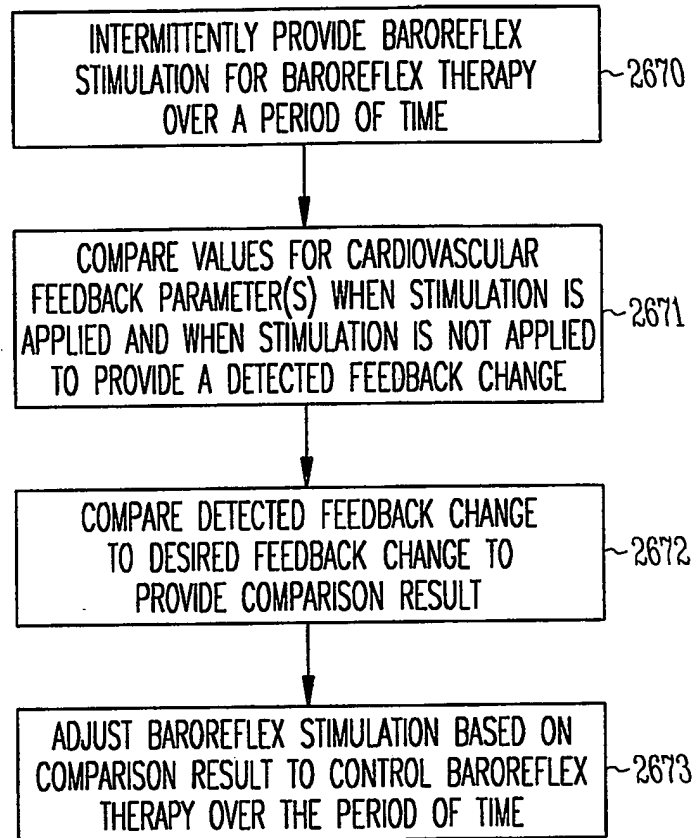 INTERMITTENTLY PROVIDE BAROREFLEX
STIMULATION FOR BAROREFLEX THERAPY
OVER A PERIOD OF TIME
2670
COMPARE VALUES FOR CARDIOVASCULAR
FEEDBACK PARAMETER(S) WHEN STIMULATION IS
APPLIED AND WHEN STIMULATION IS NOT APPLIED
TO PROVIDE A DETECTED FEEDBACK CHANGE
2671
COMPARE DETECTED FEEDBACK CHANGE
TO DESIRED FEEDBACK CHANGE TO
PROVIDE COMPARISON RESULT
2672
ADJUST BAROREFLEX STIMULATION BASED ON
COMPARISON RESULT TO CONTROL BAROREFLEX
THERAPY OVER THE PERIOD OF TIME
2673